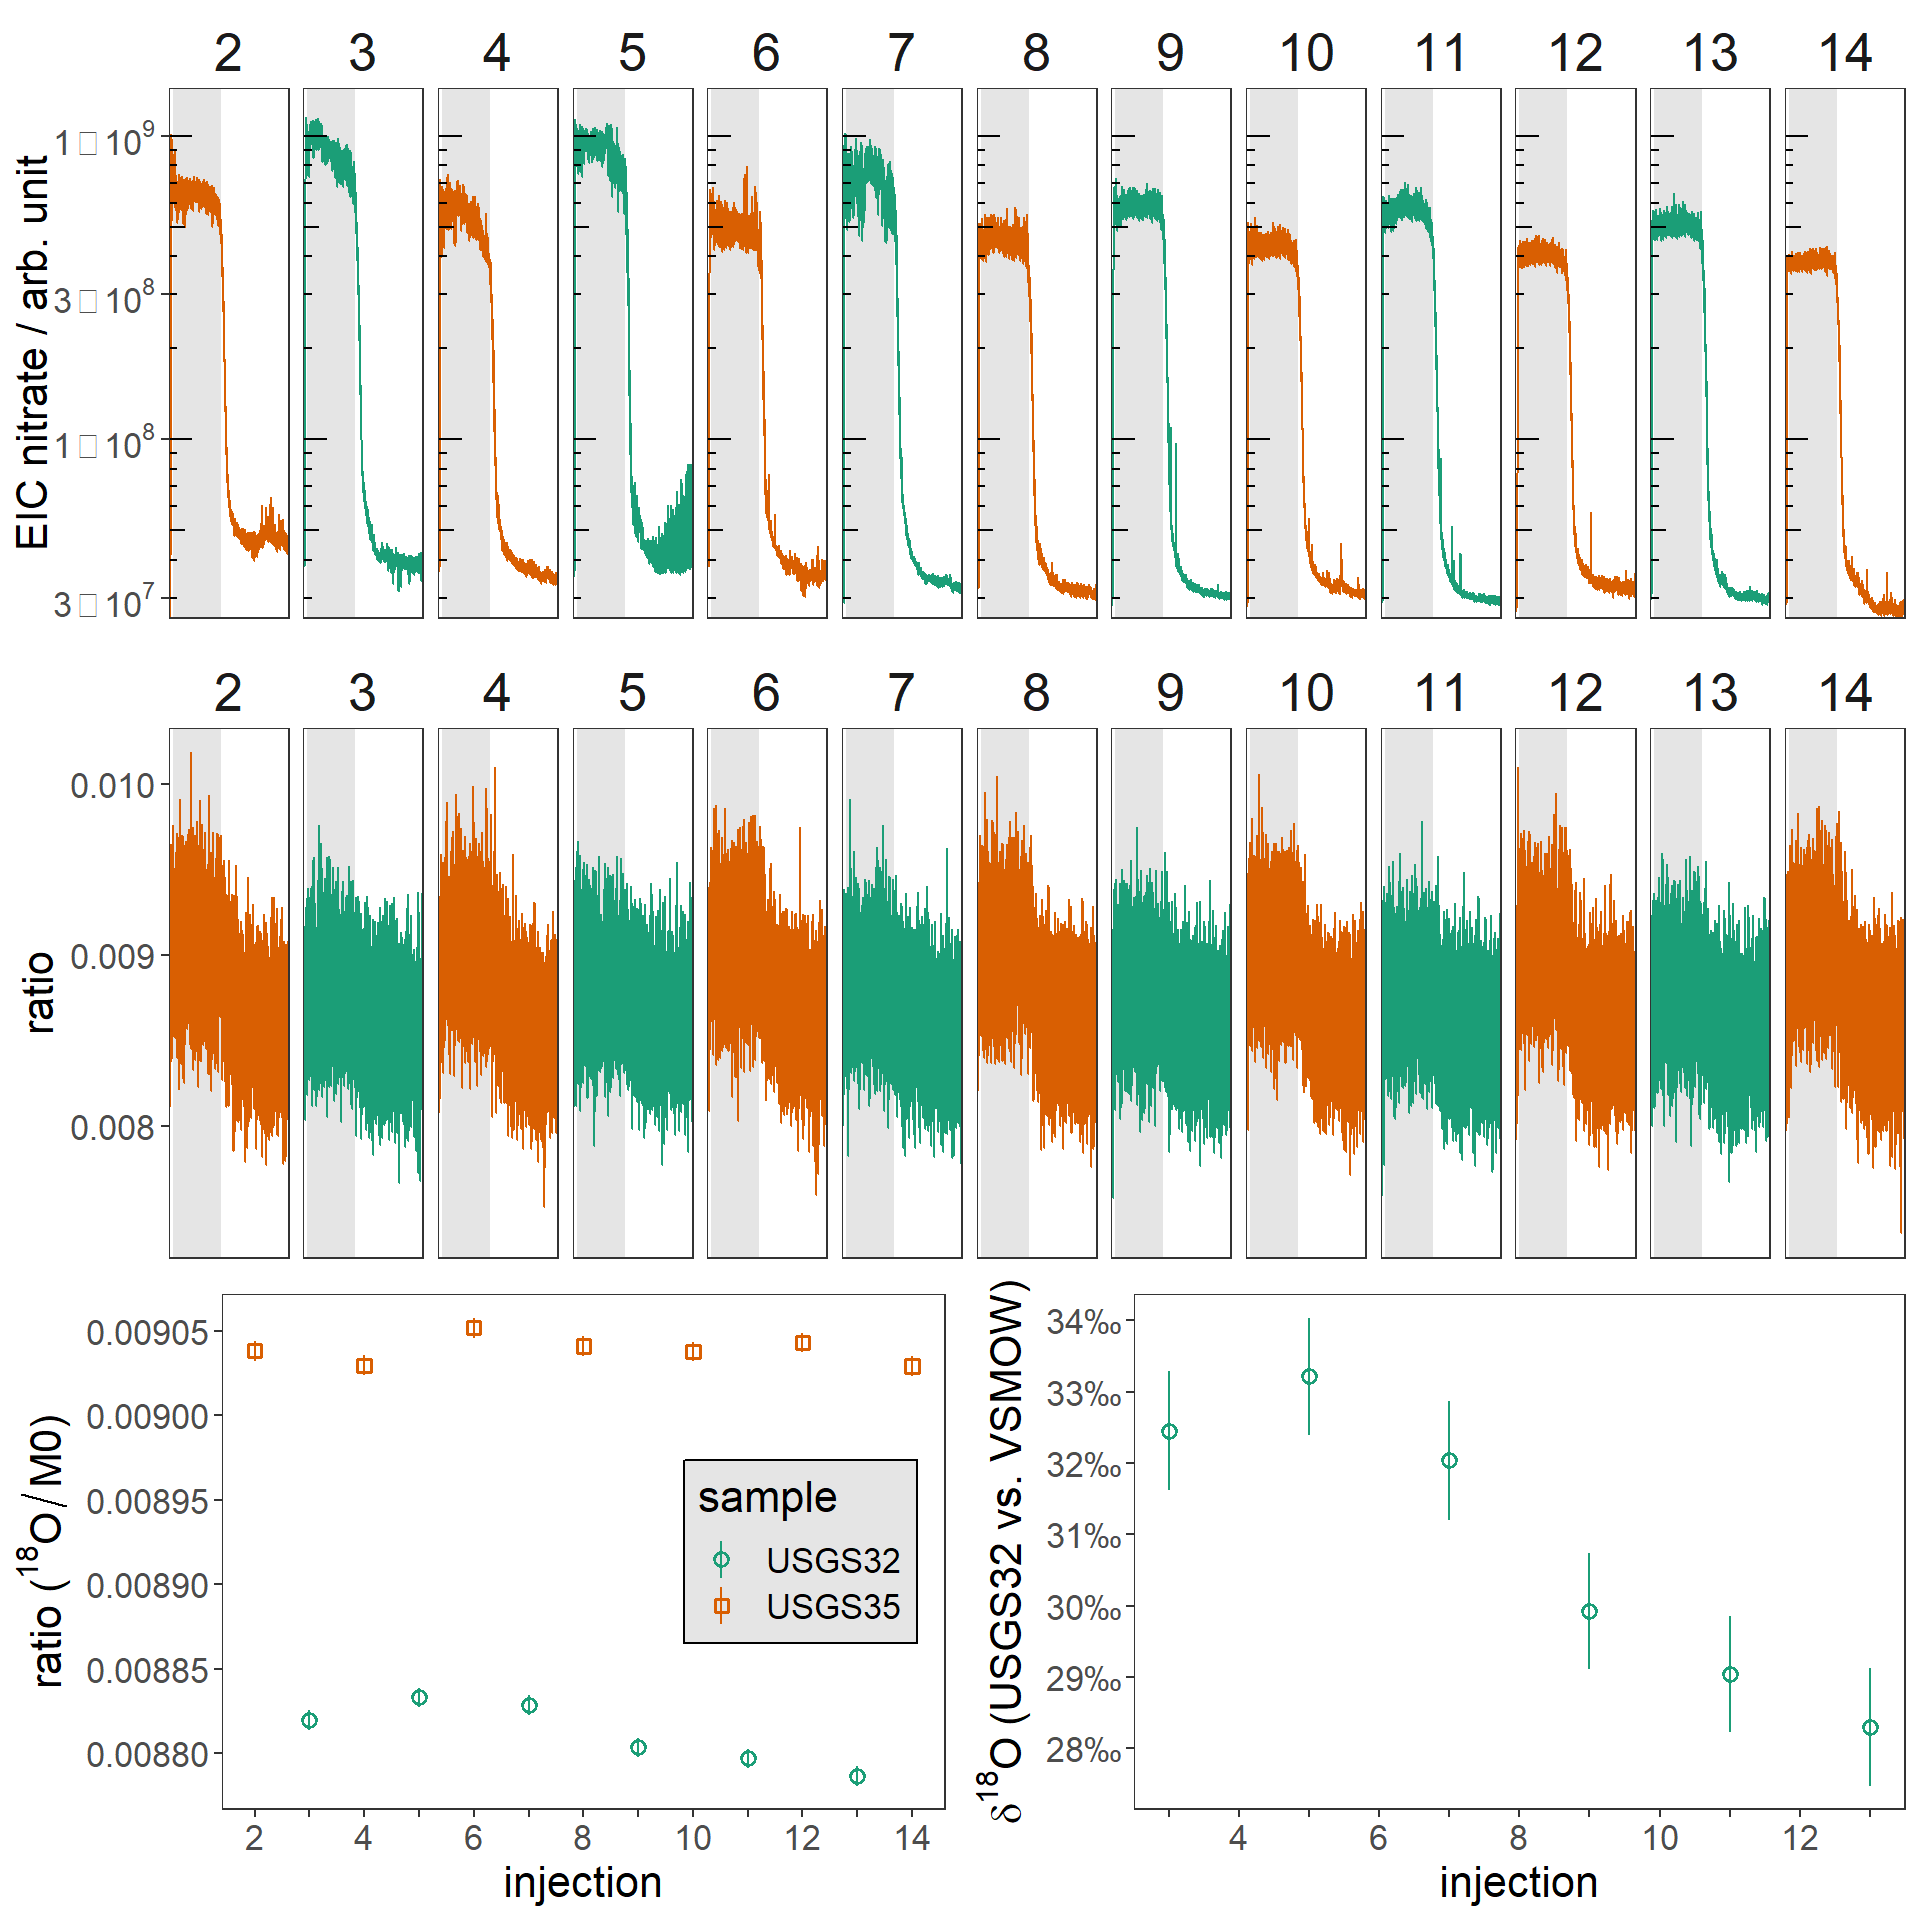 2 3 4 5 6 7 8 9 10 11 12 13 14
EIC nitrate / arb. unit
1□10⁹
3□10⁸
1□10⁸
3□10⁷
2 3 4 5 6 7 8 9 10 11 12 13 14
ratio
0.010
0.009
0.008
ratio (¹⁸O / M0)
0.00905
0.00900
0.00895
0.00890
0.00885
0.00880
sample
USGS32
USGS35
2 4 6 8 10 12 14
injection
δ¹⁸O (USGS32 vs. VSMOW)
34‰
33‰
32‰
31‰
30‰
29‰
28‰
4 6 8 10 12
injection